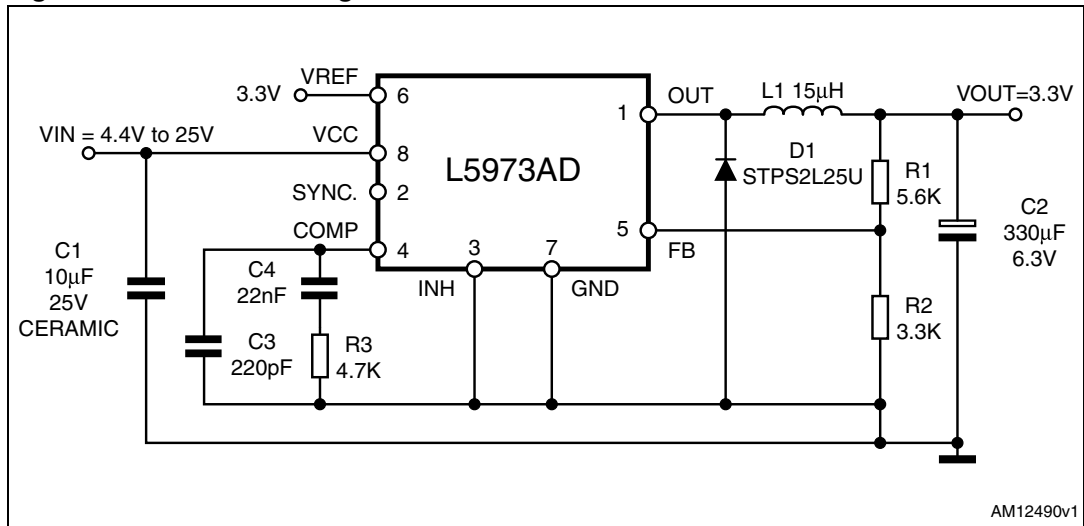 VREF
3.3V
6
VIN = 4.4V to 25V
VCC
8
SYNC.
2
COMP
4
L5973AD
3
INH
7
GND
1
OUT
5
FB
L1 15μH
VOUT=3.3V
D1
STPS2L25U
R1
5.6K
C2
330μF
6.3V
R2
3.3K
C1
10μF
25V
CERAMIC
C4
22nF
C3
220pF
R3
4.7K
AM12490v1